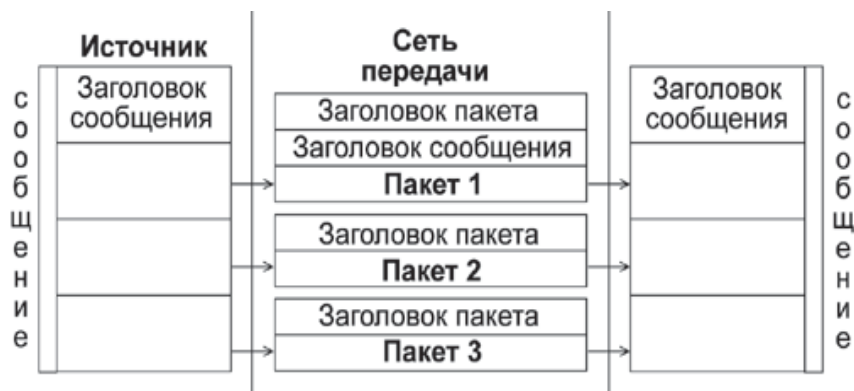 Источник
Сеть
передачи
сообщение
Заголовок
сообщения
Заголовок пакета
Заголовок сообщения
Пакет 1
Заголовок пакета
Пакет 2
Заголовок пакета
Пакет 3
Заголовок
сообщения
сообщение